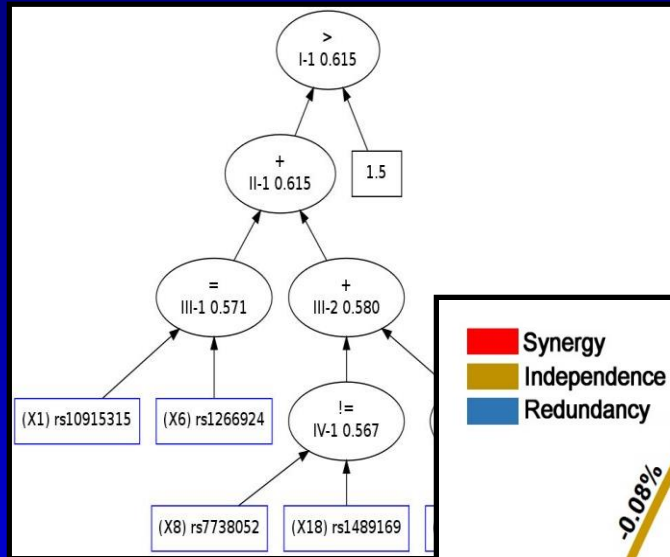 >
I-1 0.615
+
II-1 0.615
1.5
=
III-1 0.571
+
III-2 0.580
(X1) rs10915315
(X6) rs1266924
!=
IV-1 0.567
(X8) rs7738052
(X18) rs1489169
(
Synergy
Independence
Redundancy
-0.08%